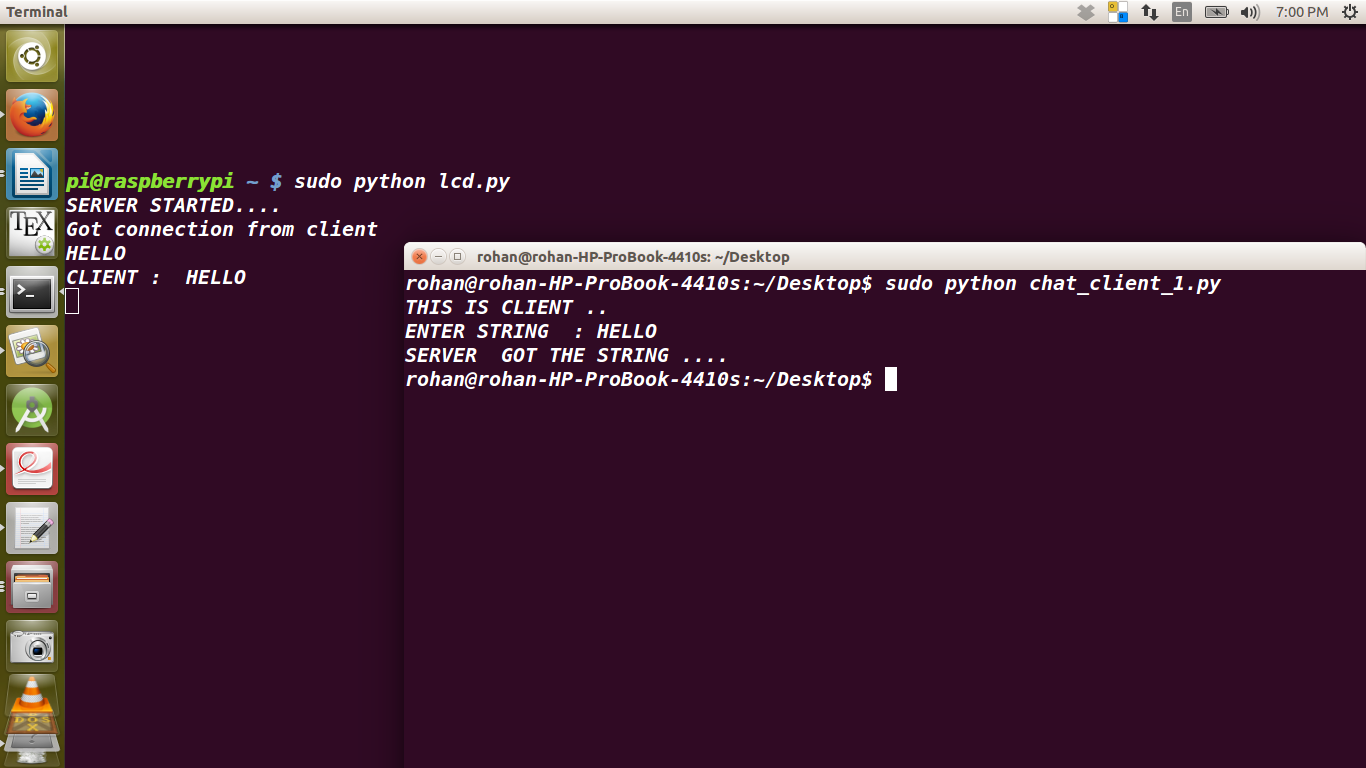 Terminal
En
7:00 PM
TEX
pi@raspberrypi ~ $ sudo python lcd.py
SERVER STARTED....
Got connection from client
HELLO
CLIENT :  HELLO
rohan@rohan-HP-ProBook-4410s: ~/Desktop
rohan@rohan-HP-ProBook-4410s:~/Desktop$ sudo python chat_client_1.py
THIS IS CLIENT ..
ENTER STRING  : HELLO
SERVER  GOT THE STRING ....
rohan@rohan-HP-ProBook-4410s:~/Desktop$
DOS
X